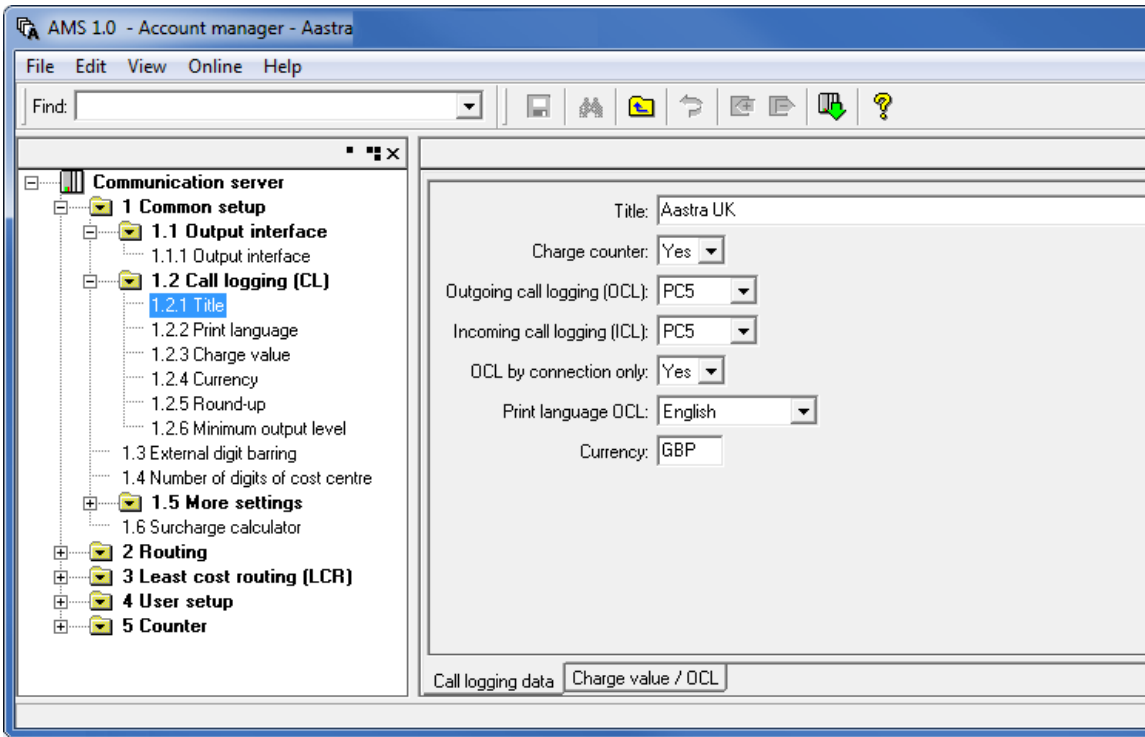 AMS 1.0 - Account manager - Aastra
File Edit View Online Help
Find:
Communication server
1 Common setup
1.1 Output interface
1.1.1 Output interface
1.2 Call logging (CL)
1.2.1 Title
1.2.2 Print language
1.2.3 Charge value
1.2.4 Currency
1.2.5 Round-up
1.2.6 Minimum output level
1.3 External digit barring
1.4 Number of digits of cost centre
1.5 More settings
1.6 Surcharge calculator
2 Routing
3 Least cost routing (LCR)
4 User setup
5 Counter
Title: Aastra UK
Charge counter: Yes
Outgoing call logging (OCL): PC5
Incoming call logging (ICL): PC5
OCL by connection only: Yes
Print language OCL: English
Currency: GBP
Call logging data Charge value / OCL